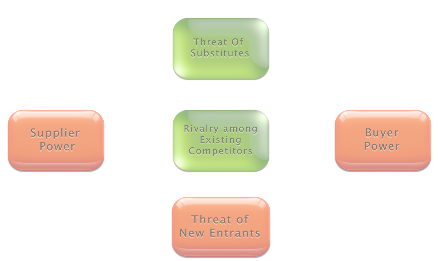 Threat Of
Substitutes
Supplier
Power
Rivalry among
Existing
Competitors
Buyer
Power
Threat of
New Entrants